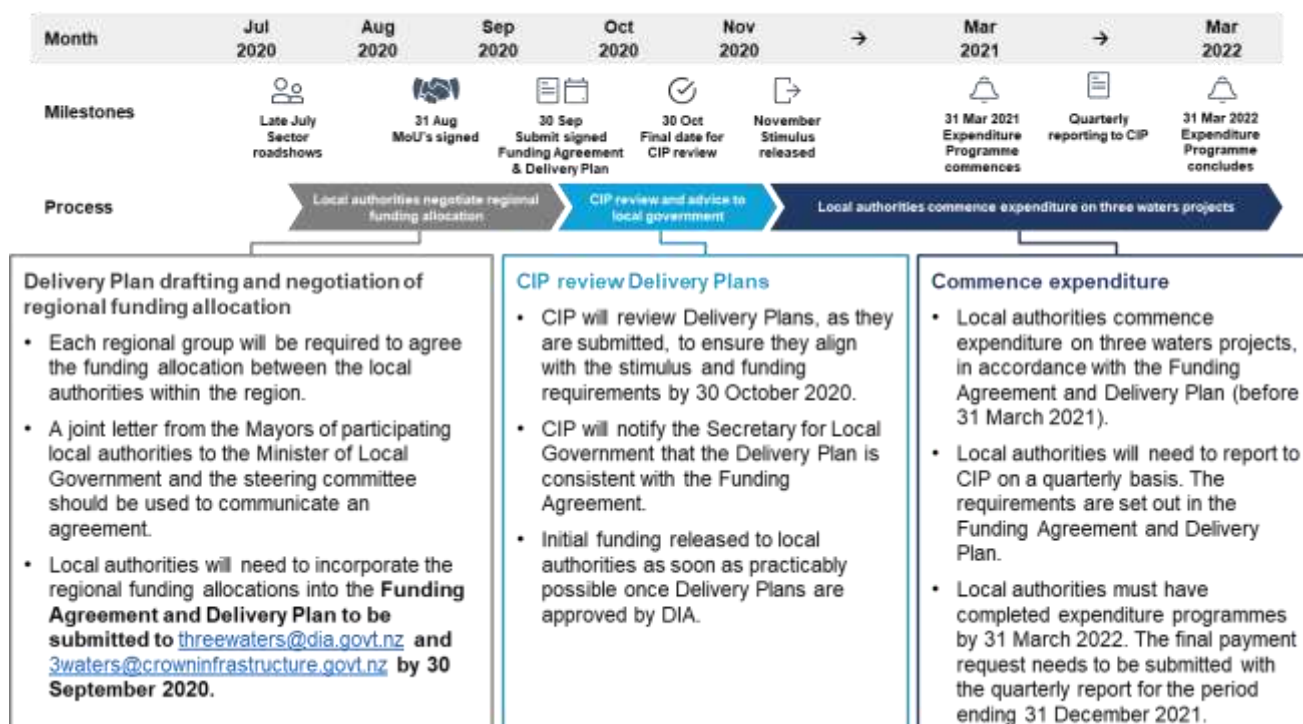 Month
Jul 2020
Aug 2020
Sep 2020
Oct 2020
Nov 2020
→
Mar 2021
→
Mar 2022
Milestones
Late July
Sector
roadshows
31 Aug
MoU's signed
30 Sep
Submit signed
Funding Agreement
& Delivery Plan
30 Oct
Final date for
CIP review
November
Stimulus
released
31 Mar 2021
Expenditure
Programme
commences
Quarterly
reporting to CIP
31 Mar 2022
Expenditure
Programme
concludes
Process
Local authorities negotiate regional
funding allocation
CIP review and advice to
local government
Local authorities commence expenditure on three waters projects
Delivery Plan drafting and negotiation of
regional funding allocation
• Each regional group will be required to agree
the funding allocation between the local
authorities within the region.
• A joint letter from the Mayors of participating
local authorities to the Minister of Local
Government and the steering committee
should be used to communicate an
agreement.
• Local authorities will need to incorporate the
regional funding allocations into the Funding
Agreement and Delivery Plan to be
submitted to threewaters@dia.govt.nz and
3waters@crowninfrastructure.govt.nz by 30
September 2020.
CIP review Delivery Plans
• CIP will review Delivery Plans, as they
are submitted, to ensure they align
with the stimulus and funding
requirements by 30 October 2020.
• CIP will notify the Secretary for Local
Government that the Delivery Plan is
consistent with the Funding
Agreement.
• Initial funding released to local
authorities as soon as practicably
possible once Delivery Plans are
approved by DIA.
Commence expenditure
• Local authorities commence
expenditure on three waters projects,
in accordance with the Funding
Agreement and Delivery Plan (before
31 March 2021).
• Local authorities will need to report to
CIP on a quarterly basis. The
requirements are set out in the
Funding Agreement and Delivery
Plan.
• Local authorities must have
completed expenditure programmes
by 31 March 2022. The final payment
request needs to be submitted with
the quarterly report for the period
ending 31 December 2021.